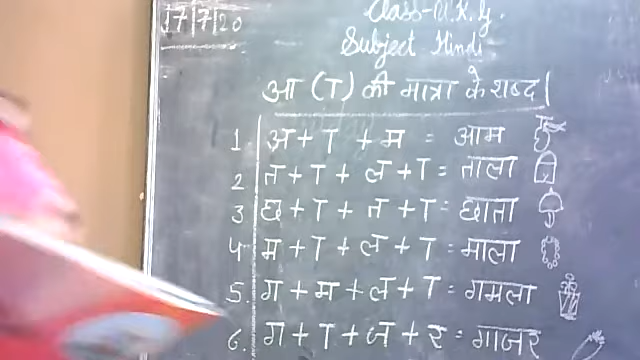 17/7/20
Class-U.K.G.
Subject Hindi
आ (ा) की मात्रा के शब्द।
1. अ + ा + म = आम
2 त + ा + ल + ा = ताला
3 छ + ा + त + ा = छाता
4 म + ा + ल + ा = माला
5. ग + म + ल + ा = गमला
6. ग + ा + ज + र = गाजर